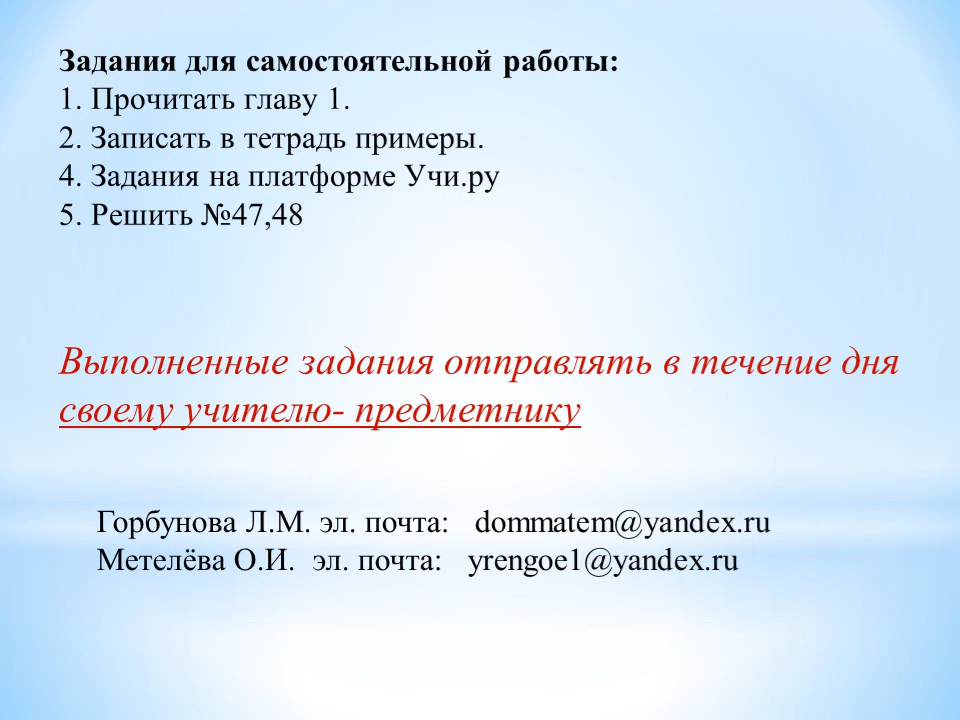 Задания для самостоятельной работы:
1. Прочитать главу 1.
2. Записать в тетрадь примеры.
4. Задания на платформе Учи.ру
5. Решить №47,48
Выполненные задания отправлять в течение дня
своему учителю- предметнику
Горбунова Л.М. эл. почта: dommatem@yandex.ru
Метелёва О.И. эл. почта: yrengoe1@yandex.ru